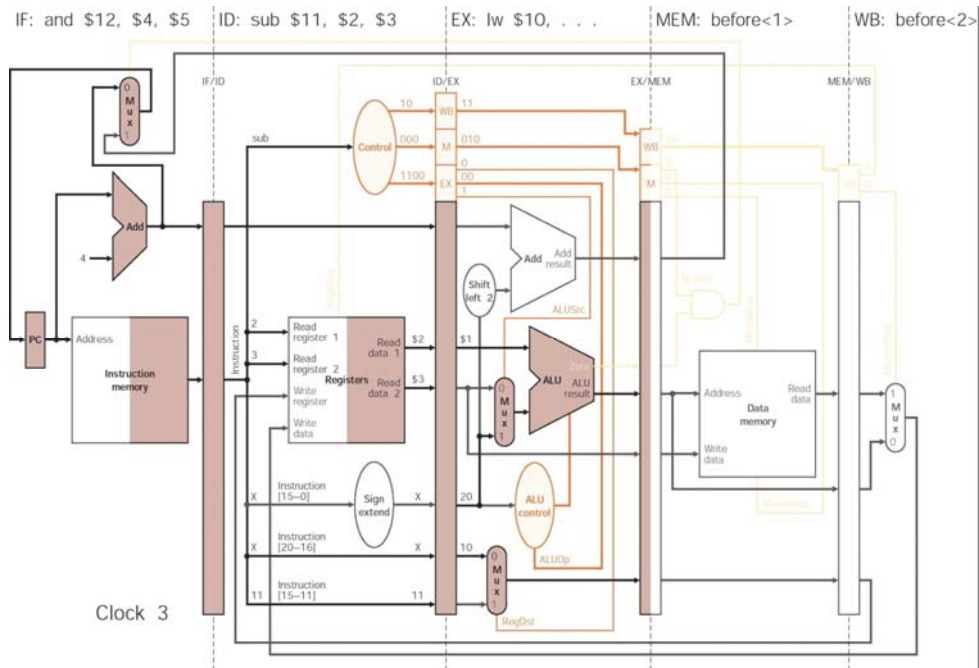 IF: and $12, $4, $5
ID: sub $11, $2, $3
EX: lw $10, . . .
MEM: before<1>
WB: before<2>
IF/ID
ID/EX
EX/MEM
MEM/WB
0
Mux
1
10
WB
11
sub
Control
000
M
010
WB
0
1100
EX
00
M
1
Add
4
Add
Add
result
Shift
left 2
ALUSrc
Branch
RegWrite
PC
Address
Instruction
memory
Instruction
2
Read
register 1
3
Read
register 2
Registers
Write
register
Write
data
Read
data 1
$2
$1
Read
data 2
$3
0
Mux
1
Zero
ALU
ALU
result
Address
Read
data
Data
memory
Write
data
1
Mux
0
X
Instruction
[15–0]
Sign
extend
X
20
ALU
control
X
Instruction
[20–16]
X
10
0
Mux
1
ALUOp
11
Instruction
[15–11]
11
RegDst
Clock 3